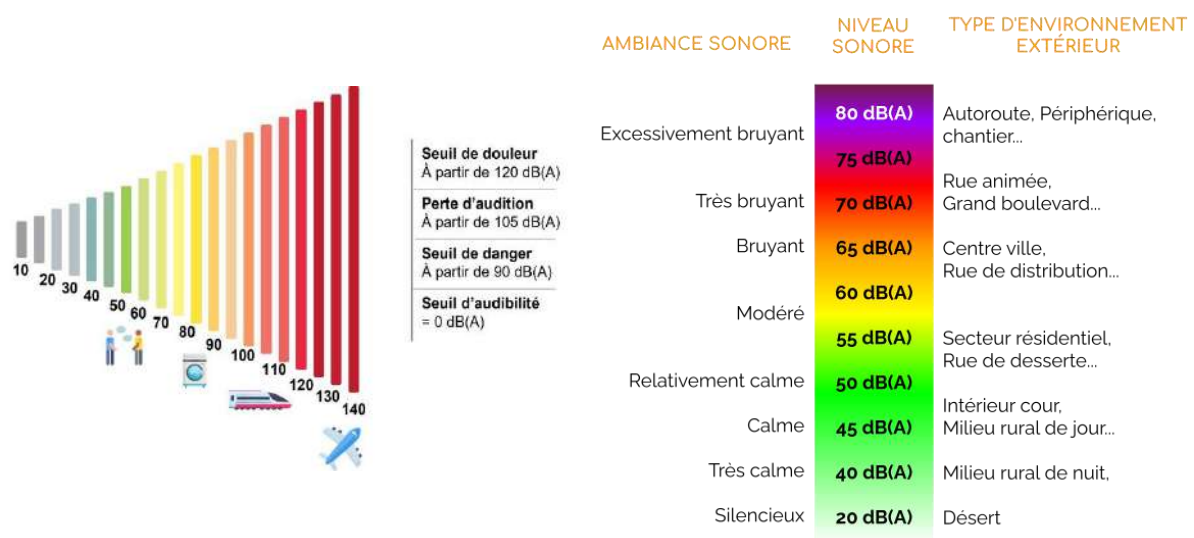 10
20
30
40
50
60
70
80
90
100
110
120
130
140
Seuil de douleur
À partir de 120 dB(A)
Perte d'audition
À partir de 105 dB(A)
Seuil de danger
À partir de 90 dB(A)
Seuil d'audibilité
= 0 dB(A)
AMBIANCE SONORE
NIVEAU
SONORE
TYPE D'ENVIRONNEMENT
EXTÉRIEUR
Excessivement bruyant
80 dB(A)
Autoroute, Périphérique,
chantier...
75 dB(A)
Très bruyant
70 dB(A)
Rue animée,
Grand boulevard...
Bruyant
65 dB(A)
Centre ville,
Rue de distribution...
60 dB(A)
Modéré
55 dB(A)
Secteur résidentiel,
Rue de desserte...
Relativement calme
50 dB(A)
Intérieur cour,
Milieu rural de jour...
Calme
45 dB(A)
Très calme
40 dB(A)
Milieu rural de nuit,
Silencieux
20 dB(A)
Désert